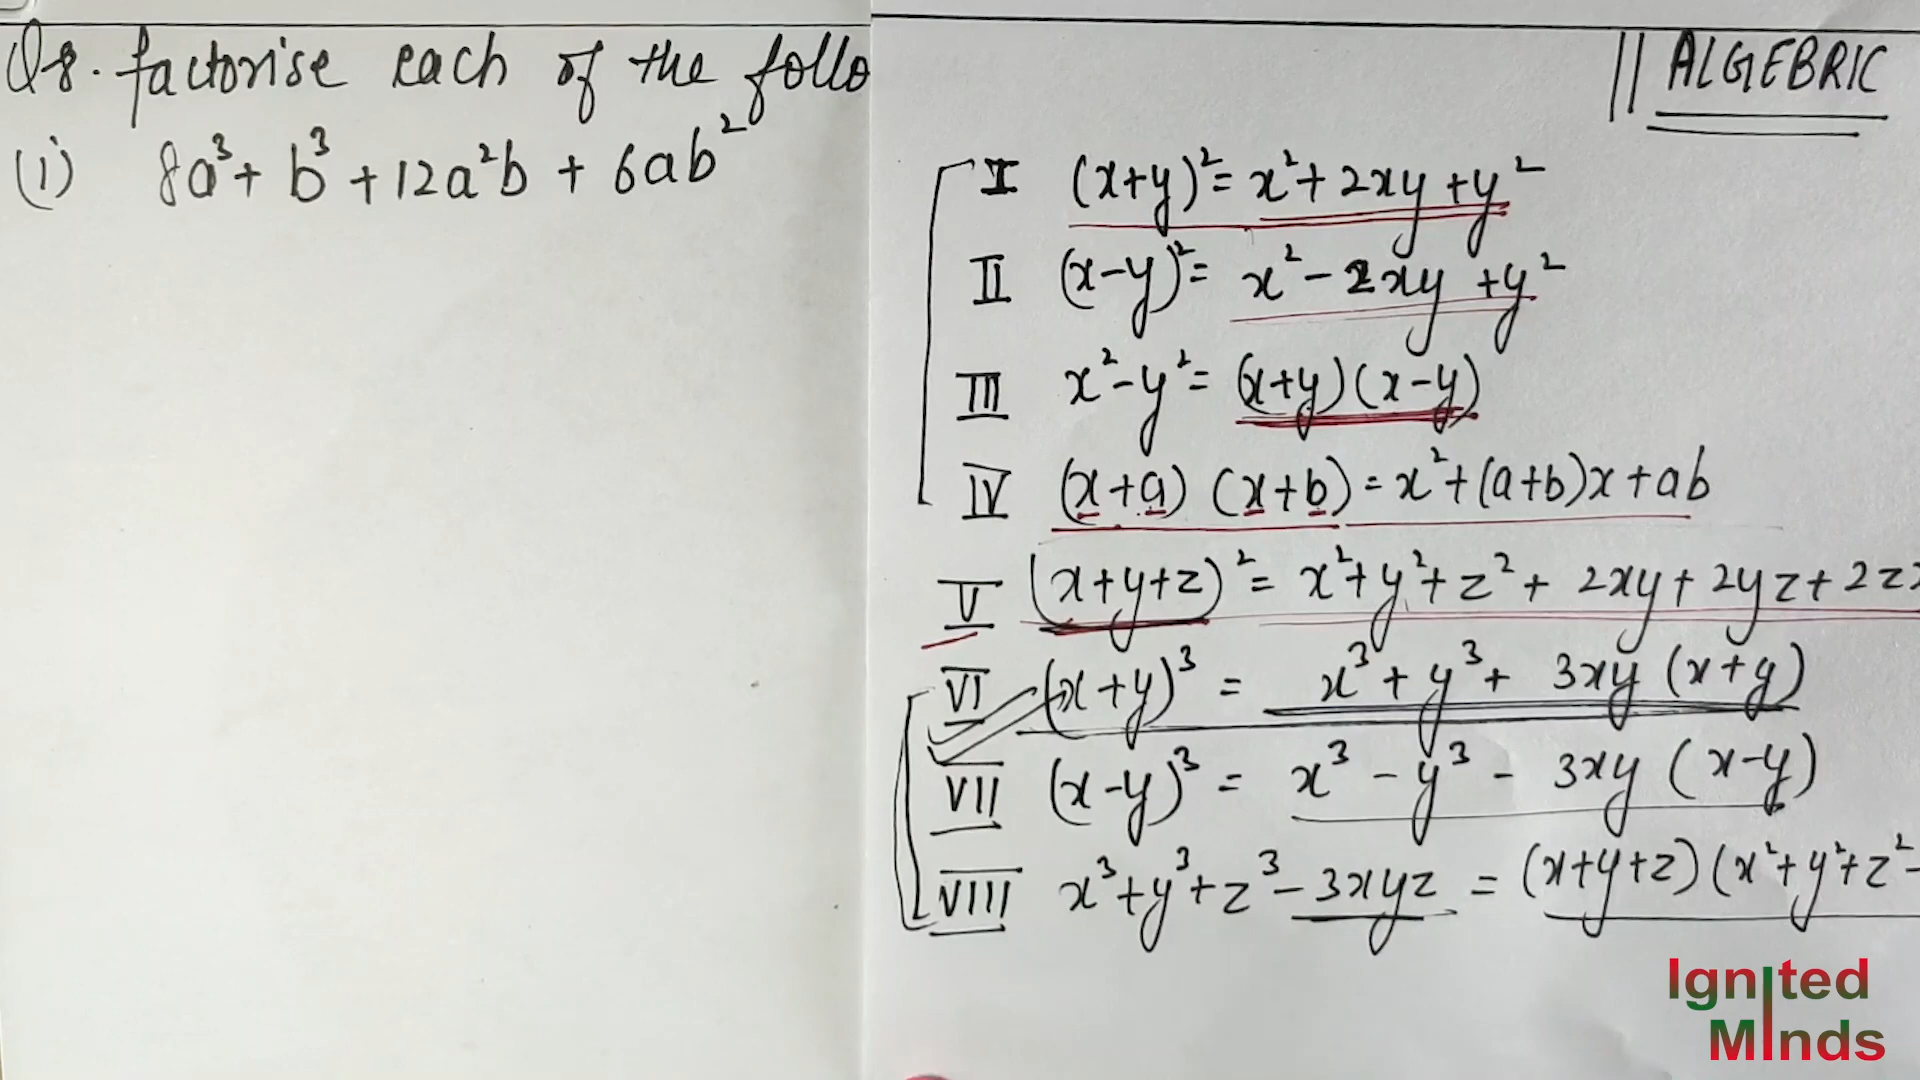 Q8. factorise each of the follo
(i) 8a³ + b³ + 12a²b + 6ab²
|| ALGEBRIC
I (x+y)² = x² + 2xy + y²
II (x-y)² = x² - 2xy + y²
III x² - y² = (x+y)(x-y)
IV (x+a) (x+b) = x² + (a+b)x + ab
V (x+y+z)² = x² + y² + z² + 2xy + 2yz + 2zx
VI (x+y)³ = x³ + y³ + 3xy (x+y)
VII (x-y)³ = x³ - y³ - 3xy (x-y)
VIII x³ + y³ + z³ - 3xyz = (x+y+z) (x² + y² + z² -
Ignited
Minds